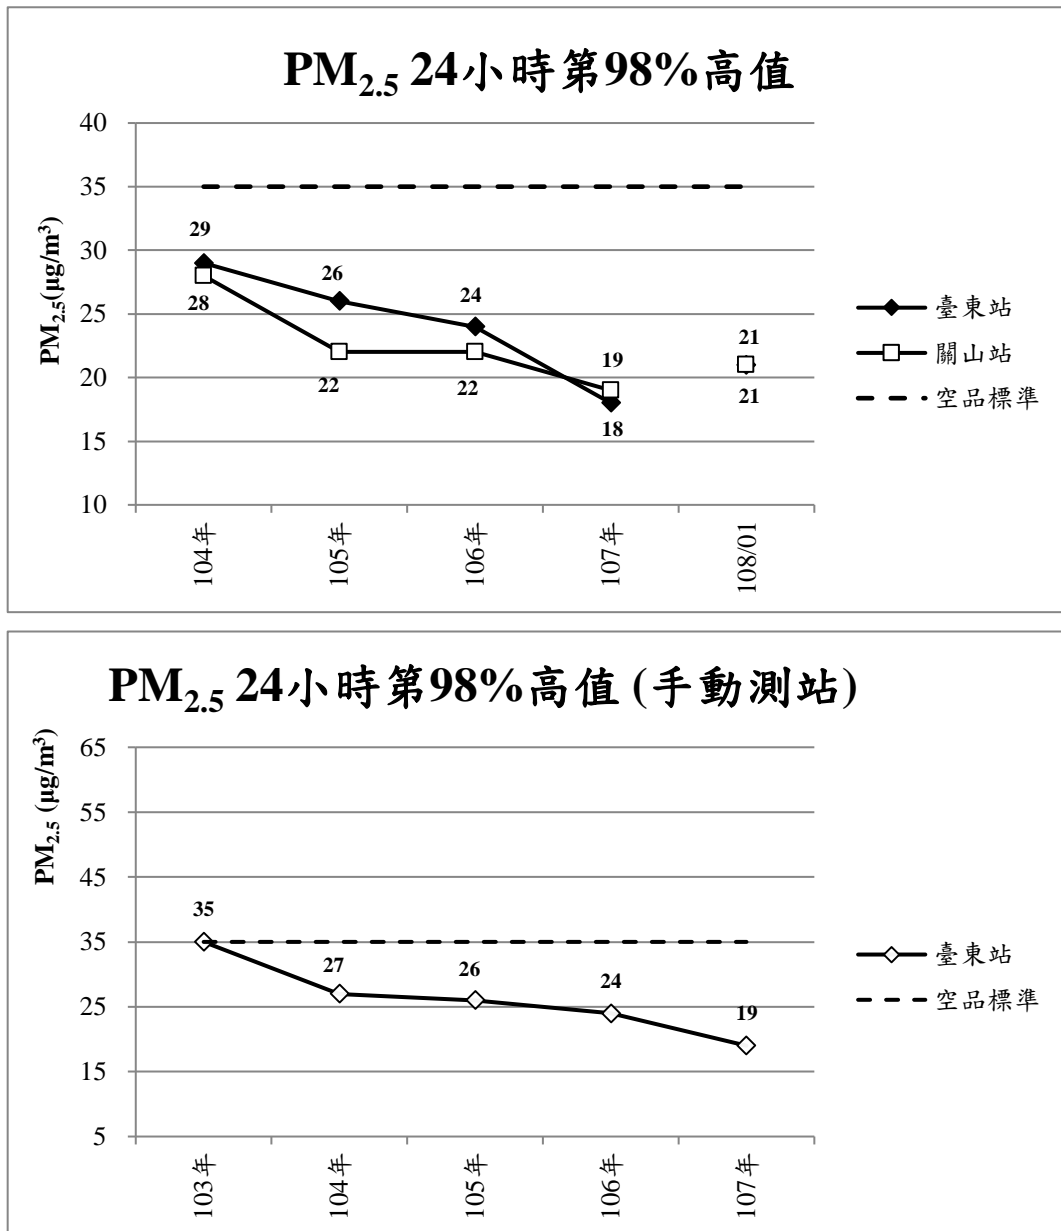 PM2.5 24小時第98%高值
PM2.5(μg/m³)
40
35
30
25
20
15
10
29
26
24
19
21
28
22
22
18
21
104年
105年
106年
107年
108/01
臺東站
關山站
空品標準
PM2.5 24小時第98%高值 (手動測站)
PM2.5 (μg/m³)
65
55
45
35
25
15
5
35
27
26
24
19
103年
104年
105年
106年
107年
臺東站
空品標準